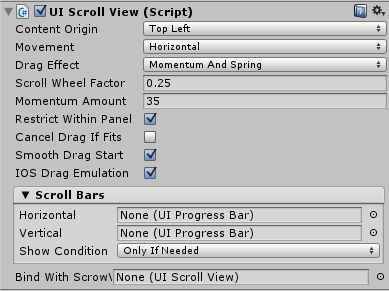 UI Scroll View (Script)
Content Origin Top Left
Movement Horizontal
Drag Effect Momentum And Spring
Scroll Wheel Factor 0.25
Momentum Amount 35
Restrict Within Panel
Cancel Drag If Fits
Smooth Drag Start
IOS Drag Emulation
Scroll Bars
Horizontal None (UI Progress Bar)
Vertical None (UI Progress Bar)
Show Condition Only If Needed
Bind With Scrow\ None (UI Scroll View)